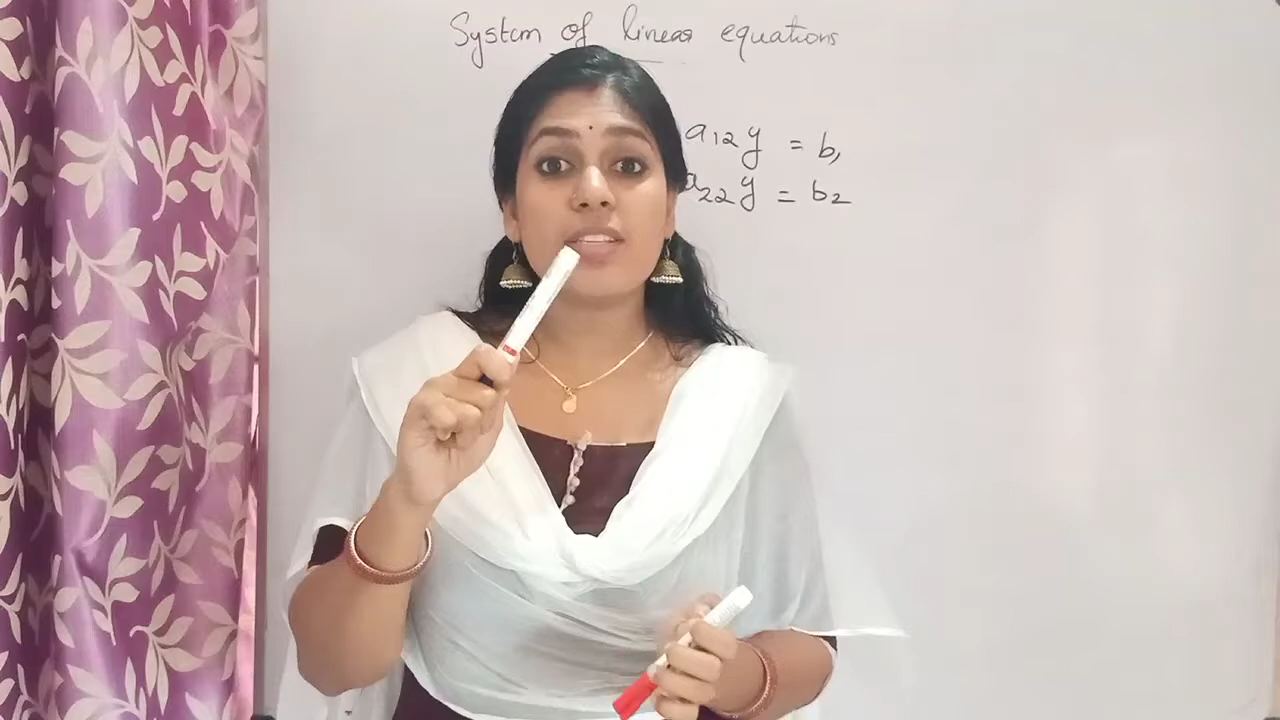 System of linear equations
a₁₂y = b₁
a₂₂y = b₂